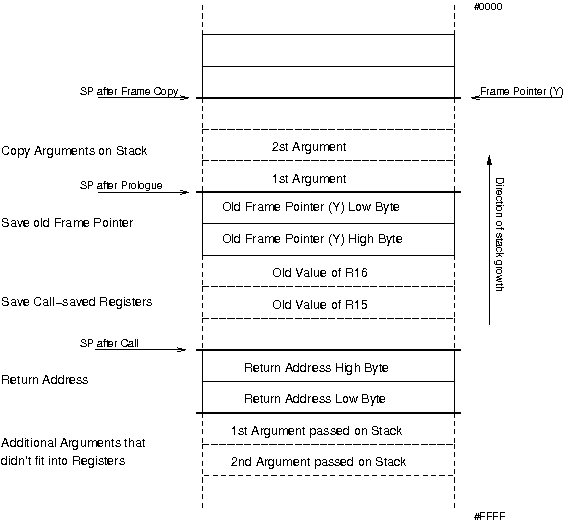 #0000
SP after Frame Copy
Frame Pointer (Y)
Copy Arguments on Stack
2st Argument
1st Argument
SP after Prologue
Old Frame Pointer (Y) Low Byte
Save old Frame Pointer
Old Frame Pointer (Y) High Byte
Direction of stack growth
Old Value of R16
Save Call-saved Registers
Old Value of R15
SP after Call
Return Address High Byte
Return Address
Return Address Low Byte
1st Argument passed on Stack
Additional Arguments that
didn't fit into Registers
2nd Argument passed on Stack
#FFFF